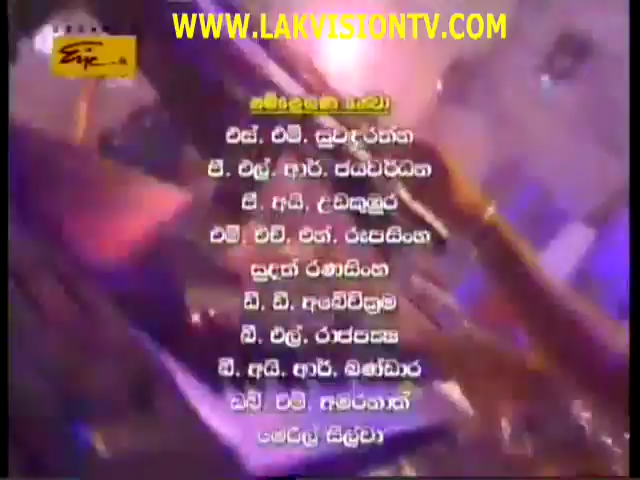 WWW.LAKVISIONTV.COM
එස්. එම්. සුවඳරත්න
ජී. එල්. ආර්. ජයවර්ධන
ජී. අයි. උඩකුඹුර
එම්. එච්. එන්. රූපසිංහ
සුදත් රණසිංහ
ඩී. ඩී. අබේවික්‍රම
බී. එල්. රාජපක්ෂ
බී. අයි. ආර්. බණ්ඩාර
ඩබ්. එම්. අමරනාත්
මෙරිල් සිල්වා